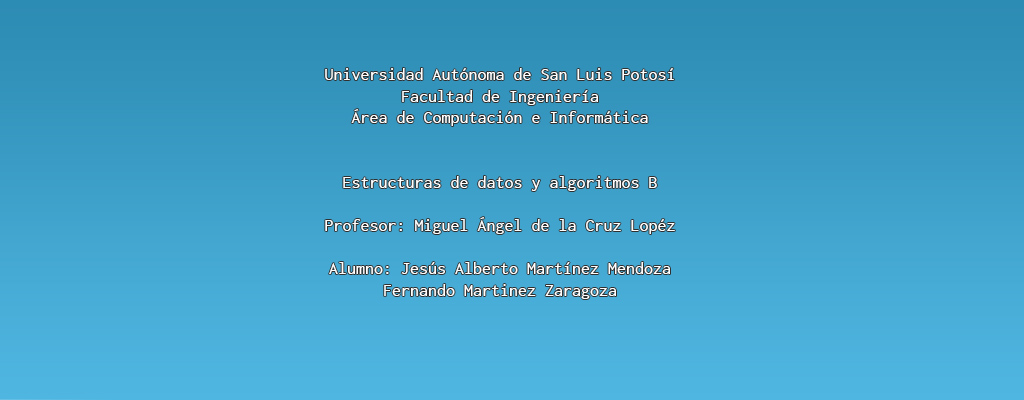 Universidad Autónoma de San Luis Potosí
Facultad de Ingeniería
Área de Computación e Informática
Estructuras de datos y algoritmos B
Profesor: Miguel Ángel de la Cruz Lopéz
Alumno: Jesús Alberto Martínez Mendoza
Fernando Martinez Zaragoza